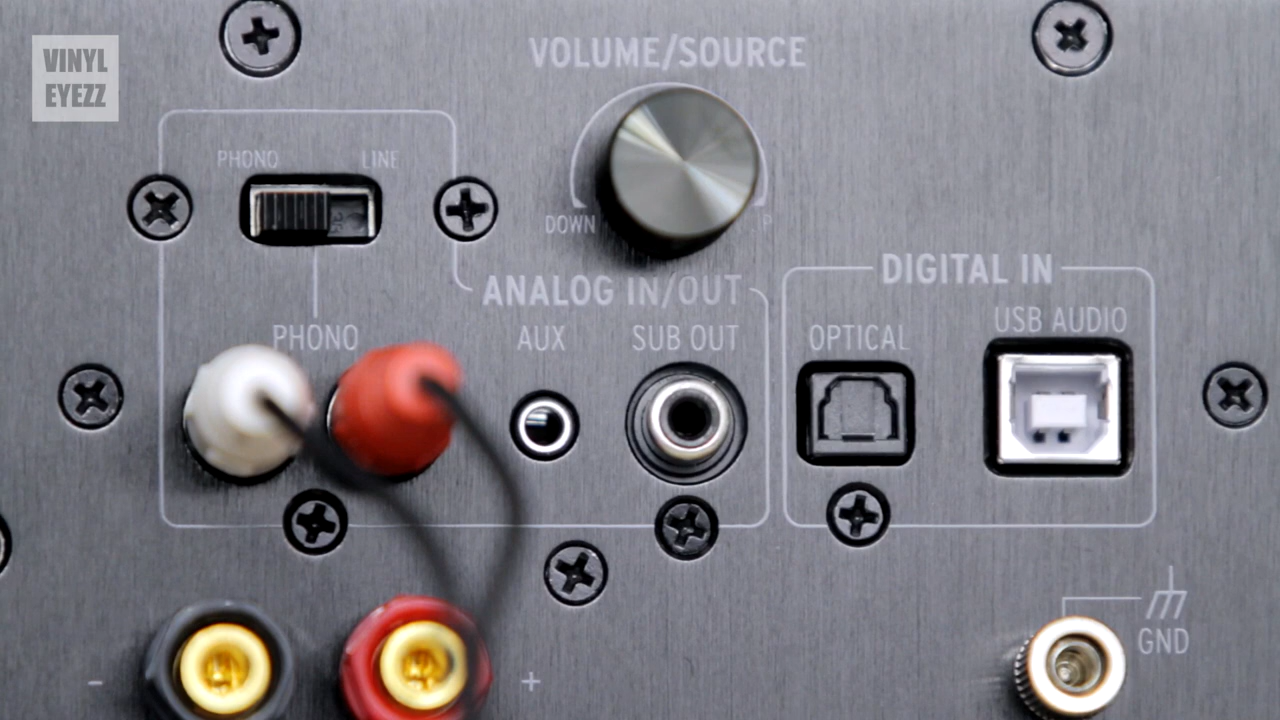 VINYL
EYEZZ
VOLUME/SOURCE
PHONO LINE
DOWN
ANALOG IN/OUT
DIGITAL IN
PHONO
AUX
SUB OUT
OPTICAL
USB AUDIO
GND
- +